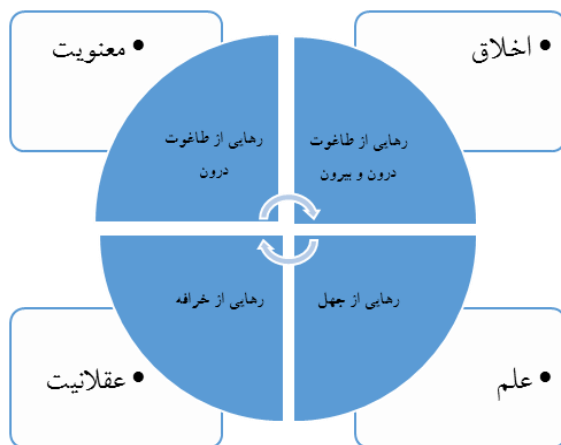 • اخلاق
• معنویت
رهایی از طاغوت
درون و بیرون
رهایی از طاغوت
درون
رهایی از جهل
رهایی از خرافه
• علم
• عقلانیت